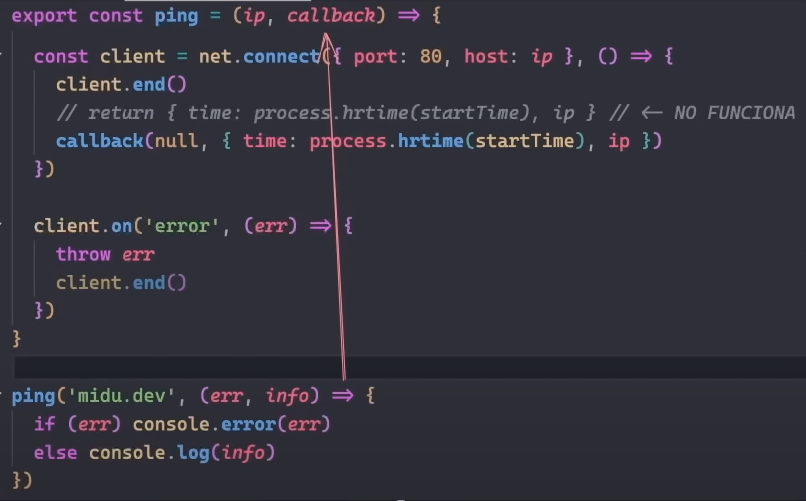 export const ping = (ip, callback) => {
const client = net.connect({ port: 80, host: ip }, () => {
client.end()
// return { time: process.hrtime(startTime), ip } // <- NO FUNCIONA
callback(null, { time: process.hrtime(startTime), ip })
})
client.on('error', (err) => {
throw err
client.end()
})
}
ping('midu.dev', (err, info) => {
if (err) console.error(err)
else console.log(info)
})